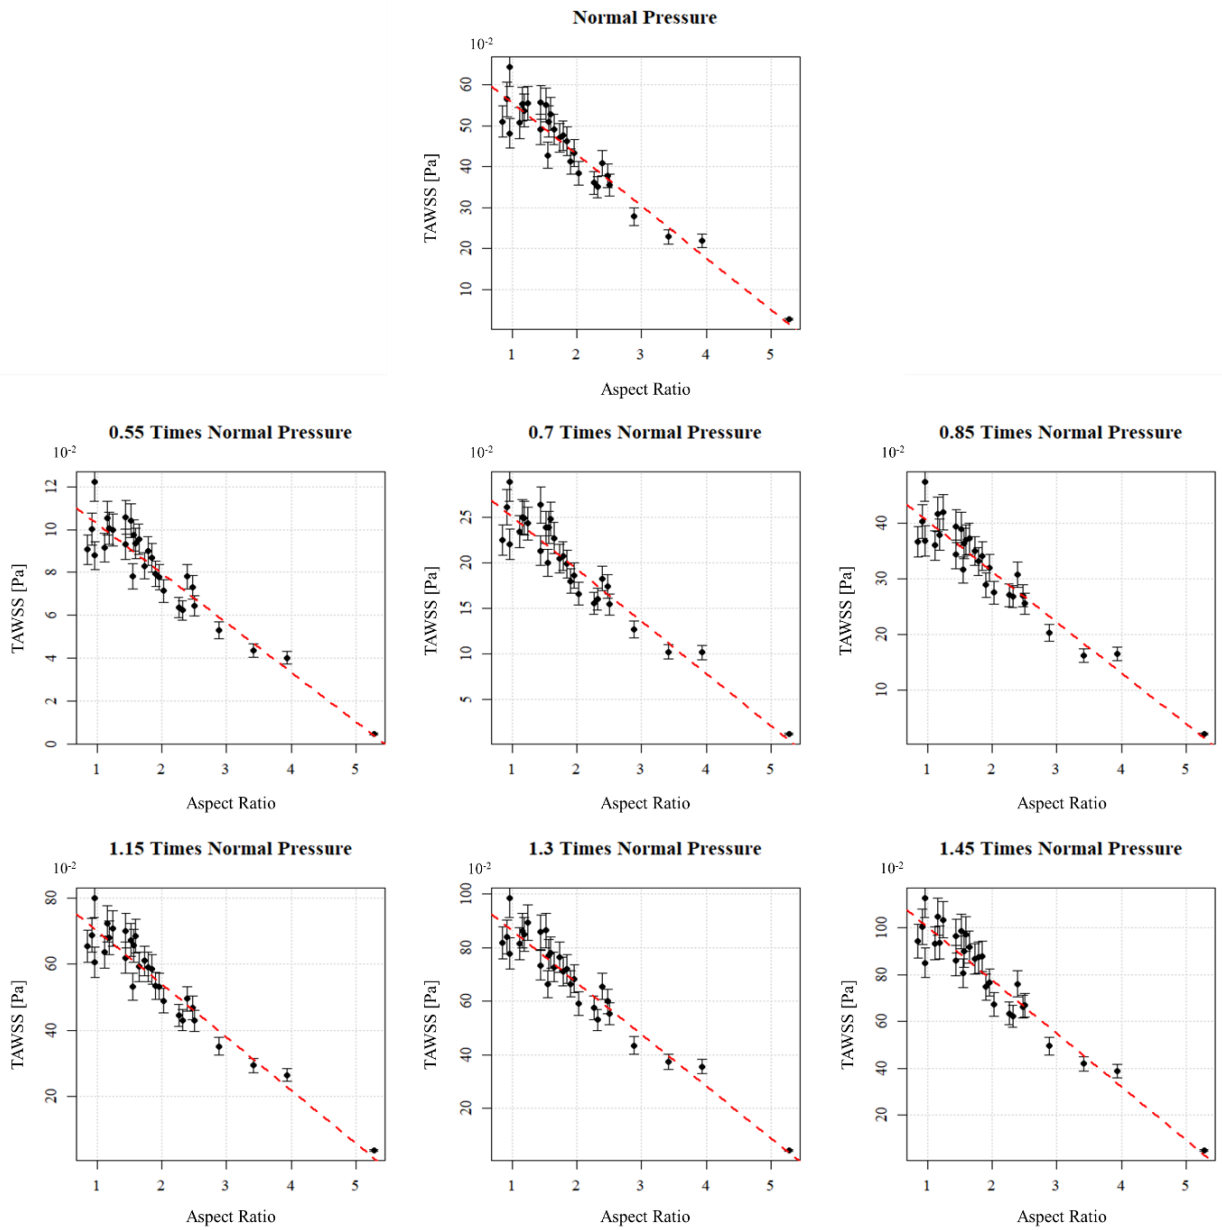 Normal Pressure
10-2
60
50
40
30
20
10
TAWSS [Pa]
1 2 3 4 5
Aspect Ratio
0.55 Times Normal Pressure
10-2
12
10
8
6
4
2
0
TAWSS [Pa]
1 2 3 4 5
Aspect Ratio
0.7 Times Normal Pressure
10-2
25
20
15
10
5
TAWSS [Pa]
1 2 3 4 5
Aspect Ratio
0.85 Times Normal Pressure
10-2
40
30
20
10
TAWSS [Pa]
1 2 3 4 5
Aspect Ratio
1.15 Times Normal Pressure
10-2
80
60
40
20
TAWSS [Pa]
1 2 3 4 5
Aspect Ratio
1.3 Times Normal Pressure
10-2
100
80
60
40
20
TAWSS [Pa]
1 2 3 4 5
Aspect Ratio
1.45 Times Normal Pressure
10-2
100
80
60
40
20
TAWSS [Pa]
1 2 3 4 5
Aspect Ratio